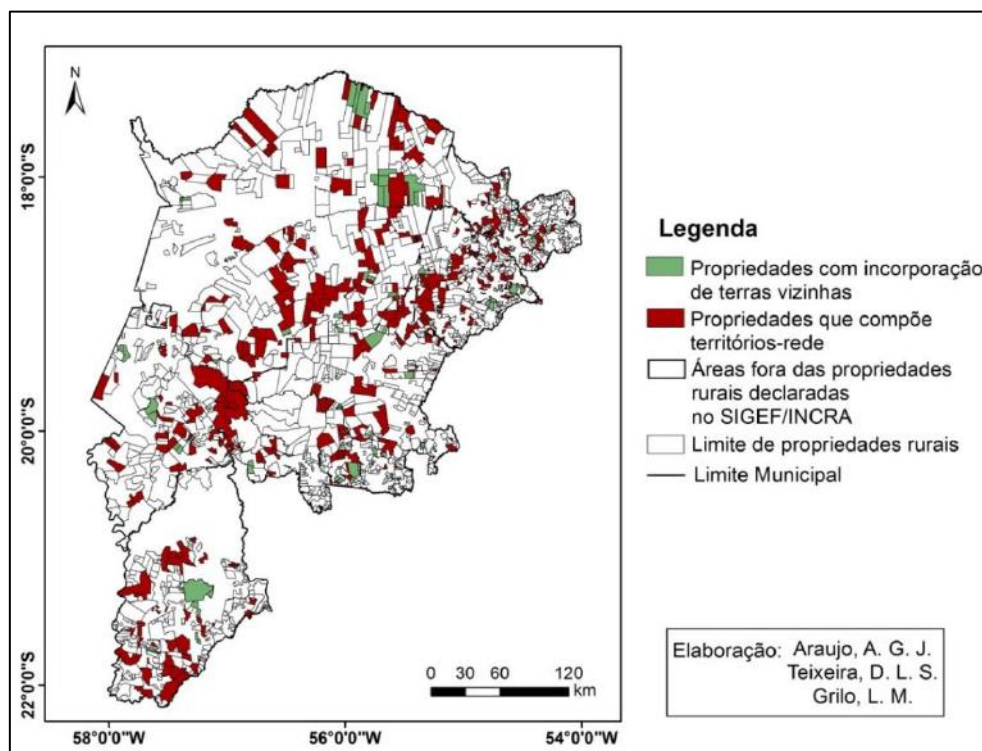 N
18°0'0"S
20°0'0"S
22°0'0"S
58°0'0"W
56°0'0"W
54°0'0"W
0 30 60 120
km
Legenda
Propriedades com incorporação
de terras vizinhas
Propriedades que compõe
territórios-rede
Áreas fora das propriedades
rurais declaradas
no SIGEF/INCRA
Limite de propriedades rurais
Limite Municipal
Elaboração: Araujo, A. G. J.
Teixeira, D. L. S.
Grilo, L. M.